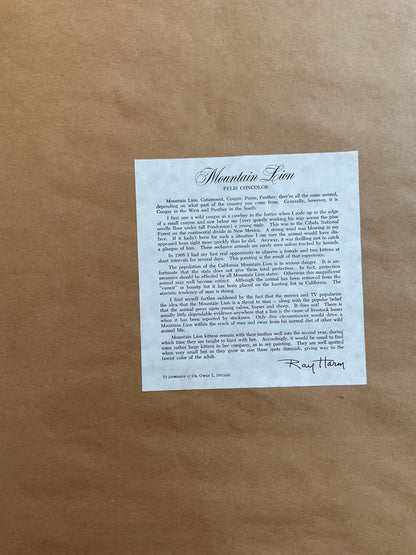 Mountain Lion
FELIS CONCOLOR
Mountain Lion, Catamount, Cougar, Puma, Panther; they're all the same animal,
depending on what part of the country you come from. Generally, however, it is
Cougar in the West and Panther in the South.
I first saw a wild cougar as a cowboy in the forties when I rode up to the edge
of a small canyon and saw below me (very quietly working his way across the pine
needle floor under tall Ponderosas) a young male. This was in the Cibola National
Forest on the continental divide in New Mexico. A strong wind was blowing in my
face. If it hadn't been for such a situation I am sure the animal would have dis-
appeared from sight more quickly than he did. Anyway, it was thrilling just to catch
a glimpse of him. These seclusive animals are rarely seen unless tracked by hounds.
In 1968 I had my first real opportunity to observe a female and two kittens at
short intervals for several days. This painting is the result of that experience.
The population of the California Mountain Lion is in serious danger. It is un-
fortunate that the state does not give them total protection. In fact, protection
measures should be effected by all Mountain Lion states. Otherwise this magnificent
animal may well become extinct. Although the animal has been removed from the
"varmit" or bounty list it has been placed on the hunting list in California. The
atavistic tendency of man is strong.
I find myself further saddened by the fact that the movies and TV popularize
the idea that the Mountain Lion is a threat to man — along with the popular belief
that the animal preys upon young calves, horses and sheep. It does not! There is
usually little dependable evidence anywhere that a lion is the cause of livestock losses
when it has been reported by stockmen. Only dire circumstances would drive a
Mountain Lion within the reach of man and away from his normal diet of other wild
animal life.
Mountain Lion kittens remain with their mother well into the second year, during
which time they are taught to hunt with her. Accordingly, it would be usual to find
some rather large kittens in her company, as in my painting. They are well spotted
when very small but as they grow in size these spots diminish, giving way to the
tawny color of the adult.
Ray Harm
By permission of Dr. Owen L.